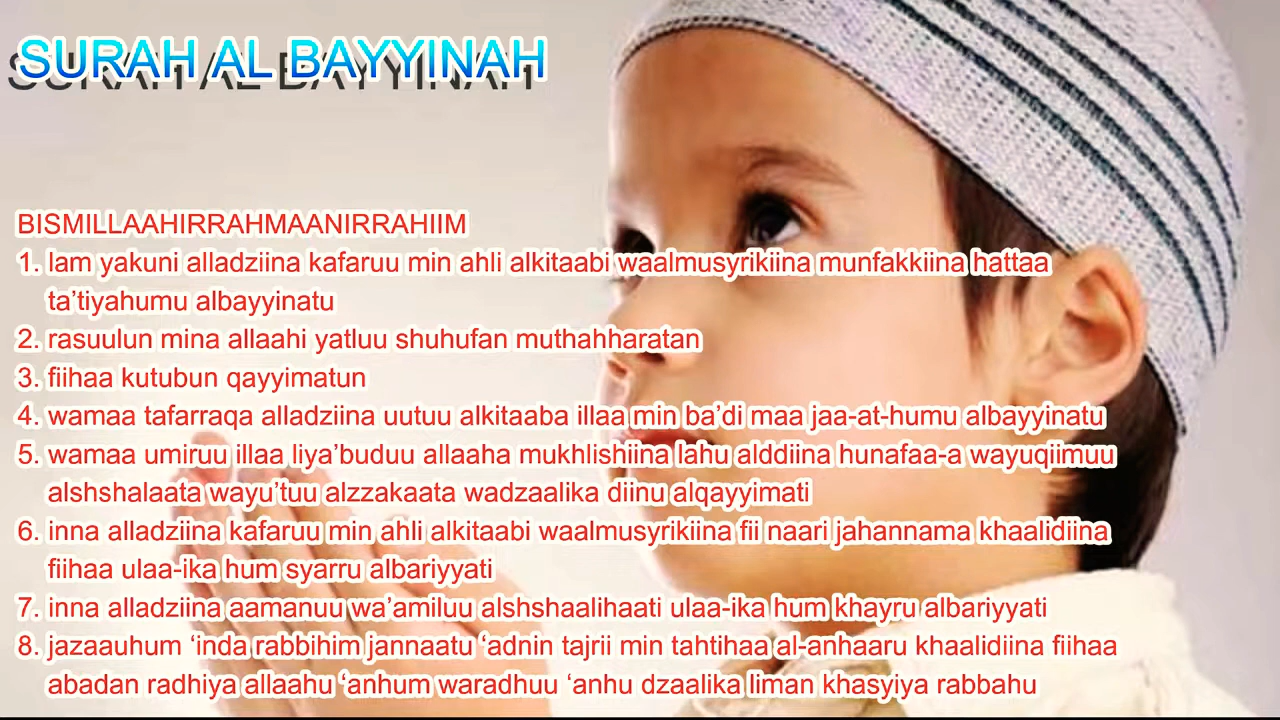 SURAH AL BAYYINAH
BISMILLAAHIRRAHMAANIRRAHIIM
1. lam yakuni alladziina kafaruu min ahli alkitaabi waalmusyrikiina munfakkiina hattaa
ta’tiyahumu albayyinatu
2. rasuulun mina allaahi yatluu shuhufan muthahharatan
3. fiihaa kutubun qayyimatun
4. wamaa tafarraqa alladziina uutuu alkitaaba illaa min ba’di maa jaa-at-humu albayyinatu
5. wamaa umiruu illaa liya’buduu allaaha mukhlishiina lahu alddiina hunafaa-a wayuqiimuu
alshshalaata wayu’tuu alzzakaata wadzaalika diinu alqayyimati
6. inna alladziina kafaruu min ahli alkitaabi waalmusyrikiina fii naari jahannama khaalidiina
fiihaa ulaa-ika hum syarru albariyyati
7. inna alladziina aamanuu wa’amiluu alshshaalihaati ulaa-ika hum khayru albariyyati
8. jazaauhum ‘inda rabbihim jannaatu ‘adnin tajrii min tahtihaa al-anhaaru khaalidiina fiihaa
abadan radhiya allaahu ‘anhum waradhuu ‘anhu dzaalika liman khasyiya rabbahu